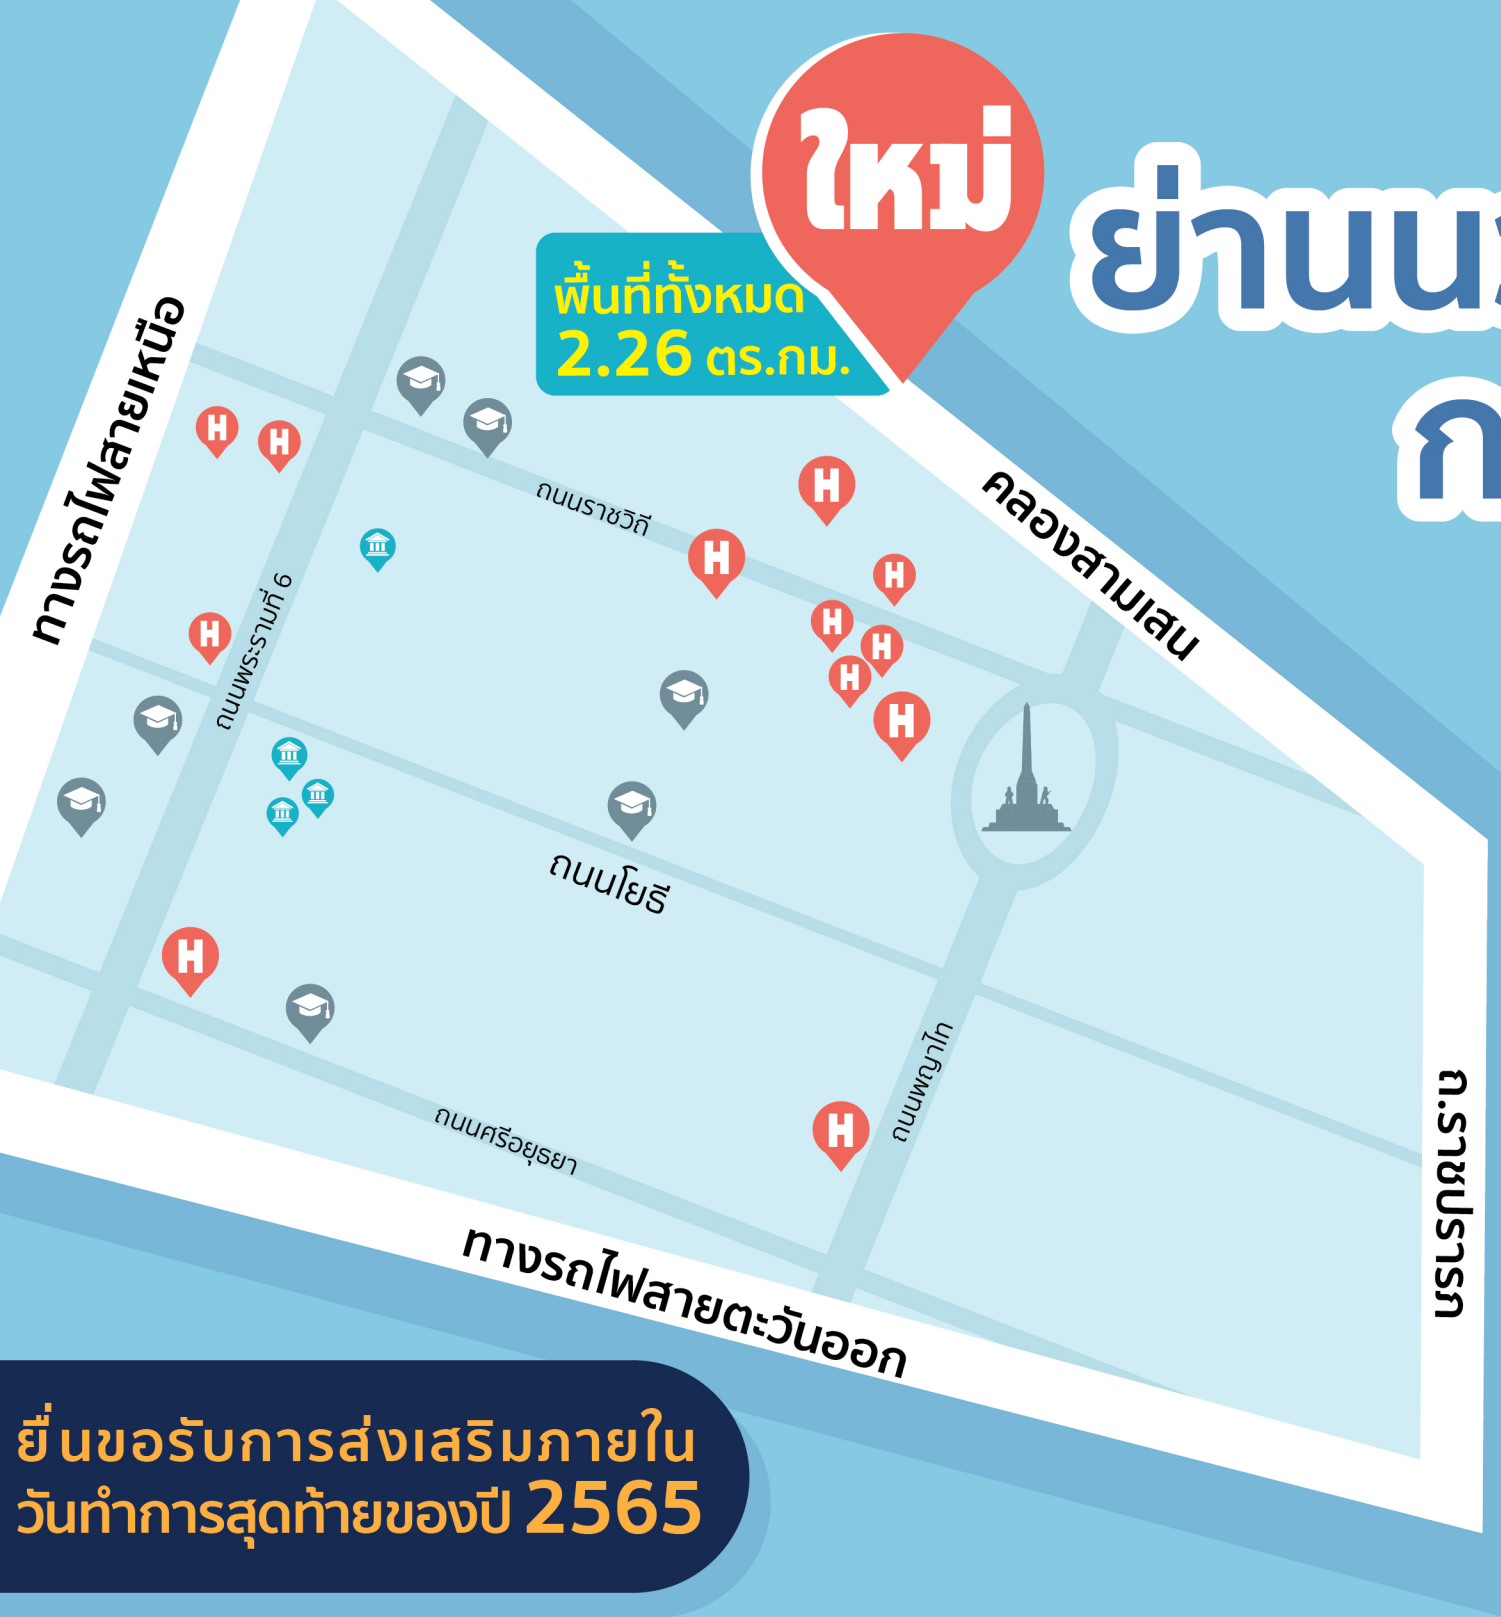 ใหม่
ย่านน
ก
พื้นที่ทั้งหมด
2.26 ตร.กม.
ทางรถไฟสายเหนือ
คลองสามเสน
ถนนราชวิถี
ถนนพระรามที่ 6
ถนนโยธี
ถนนพญาไท
ถนนศรีอยุธยา
ถ.ราชปรารภ
ทางรถไฟสายตะวันออก
ยื่นขอรับการส่งเสริมภายใน
วันทำการสุดท้ายของปี 2565
H
H
H
H
H
H
H
H
H
H
H
H